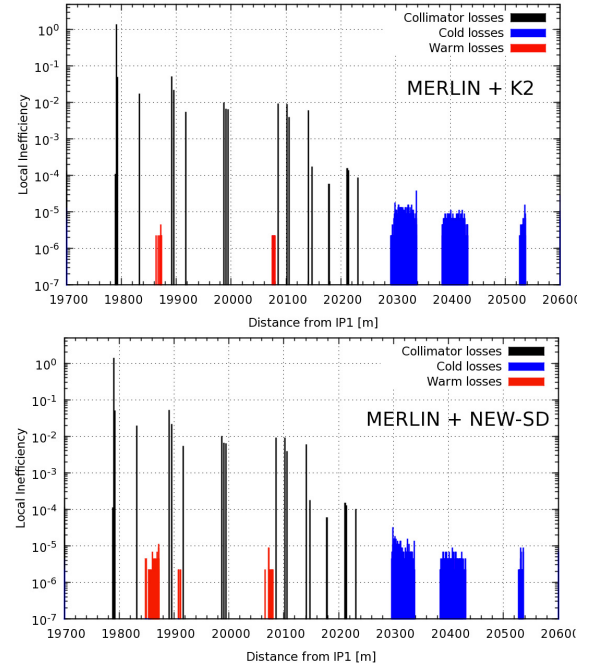 Collimator losses
Cold losses
Warm losses
MERLIN + K2
Local Inefficiency
10^0
10^-1
10^-2
10^-3
10^-4
10^-5
10^-6
10^-7
19700 19800 19900 20000 20100 20200 20300 20400 20500 2060
Distance from IP1 [m]
Collimator losses
Cold losses
Warm losses
MERLIN + NEW-SD
Local Inefficiency
10^0
10^-1
10^-2
10^-3
10^-4
10^-5
10^-6
10^-7
19700 19800 19900 20000 20100 20200 20300 20400 20500 20600
Distance from IP1 [m]